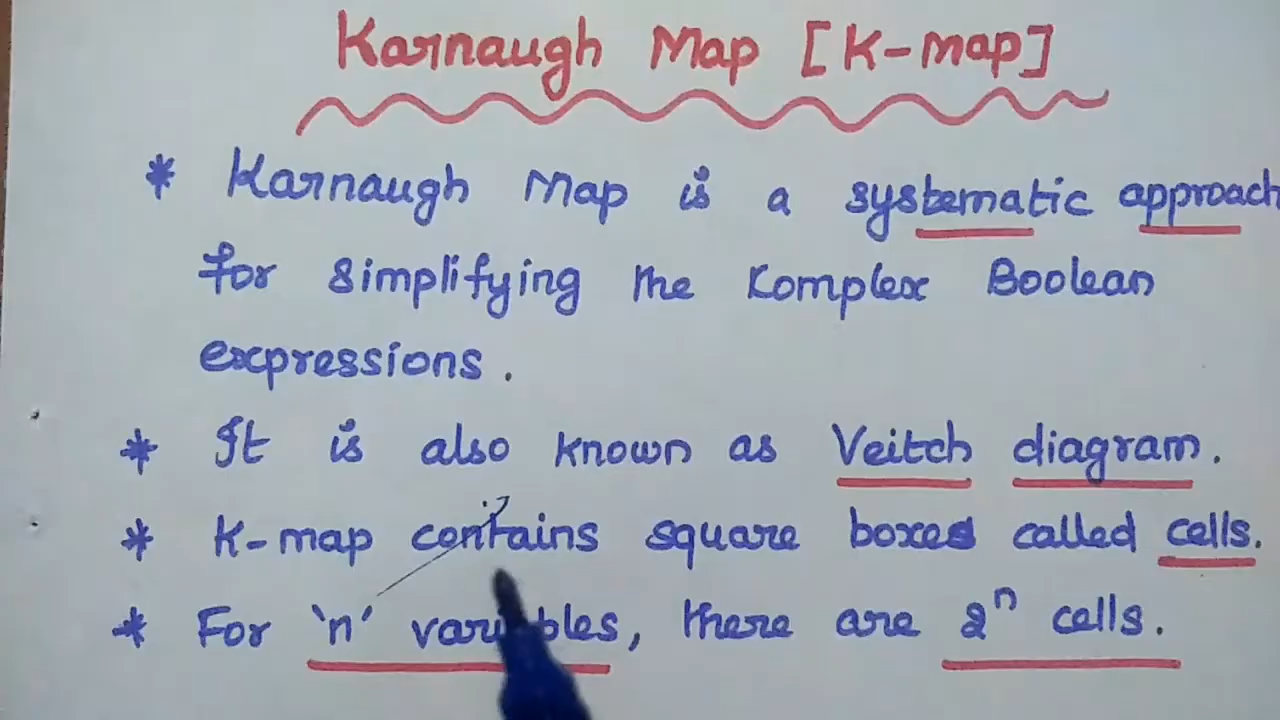 Karnaugh Map [K-map]
* Karnaugh Map is a systematic approach
for simplifying the Complex Boolean
expressions.
* It is also known as Veitch diagram.
* K-map contains square boxes called cells.
* For 'n' variables, there are 2ⁿ cells.